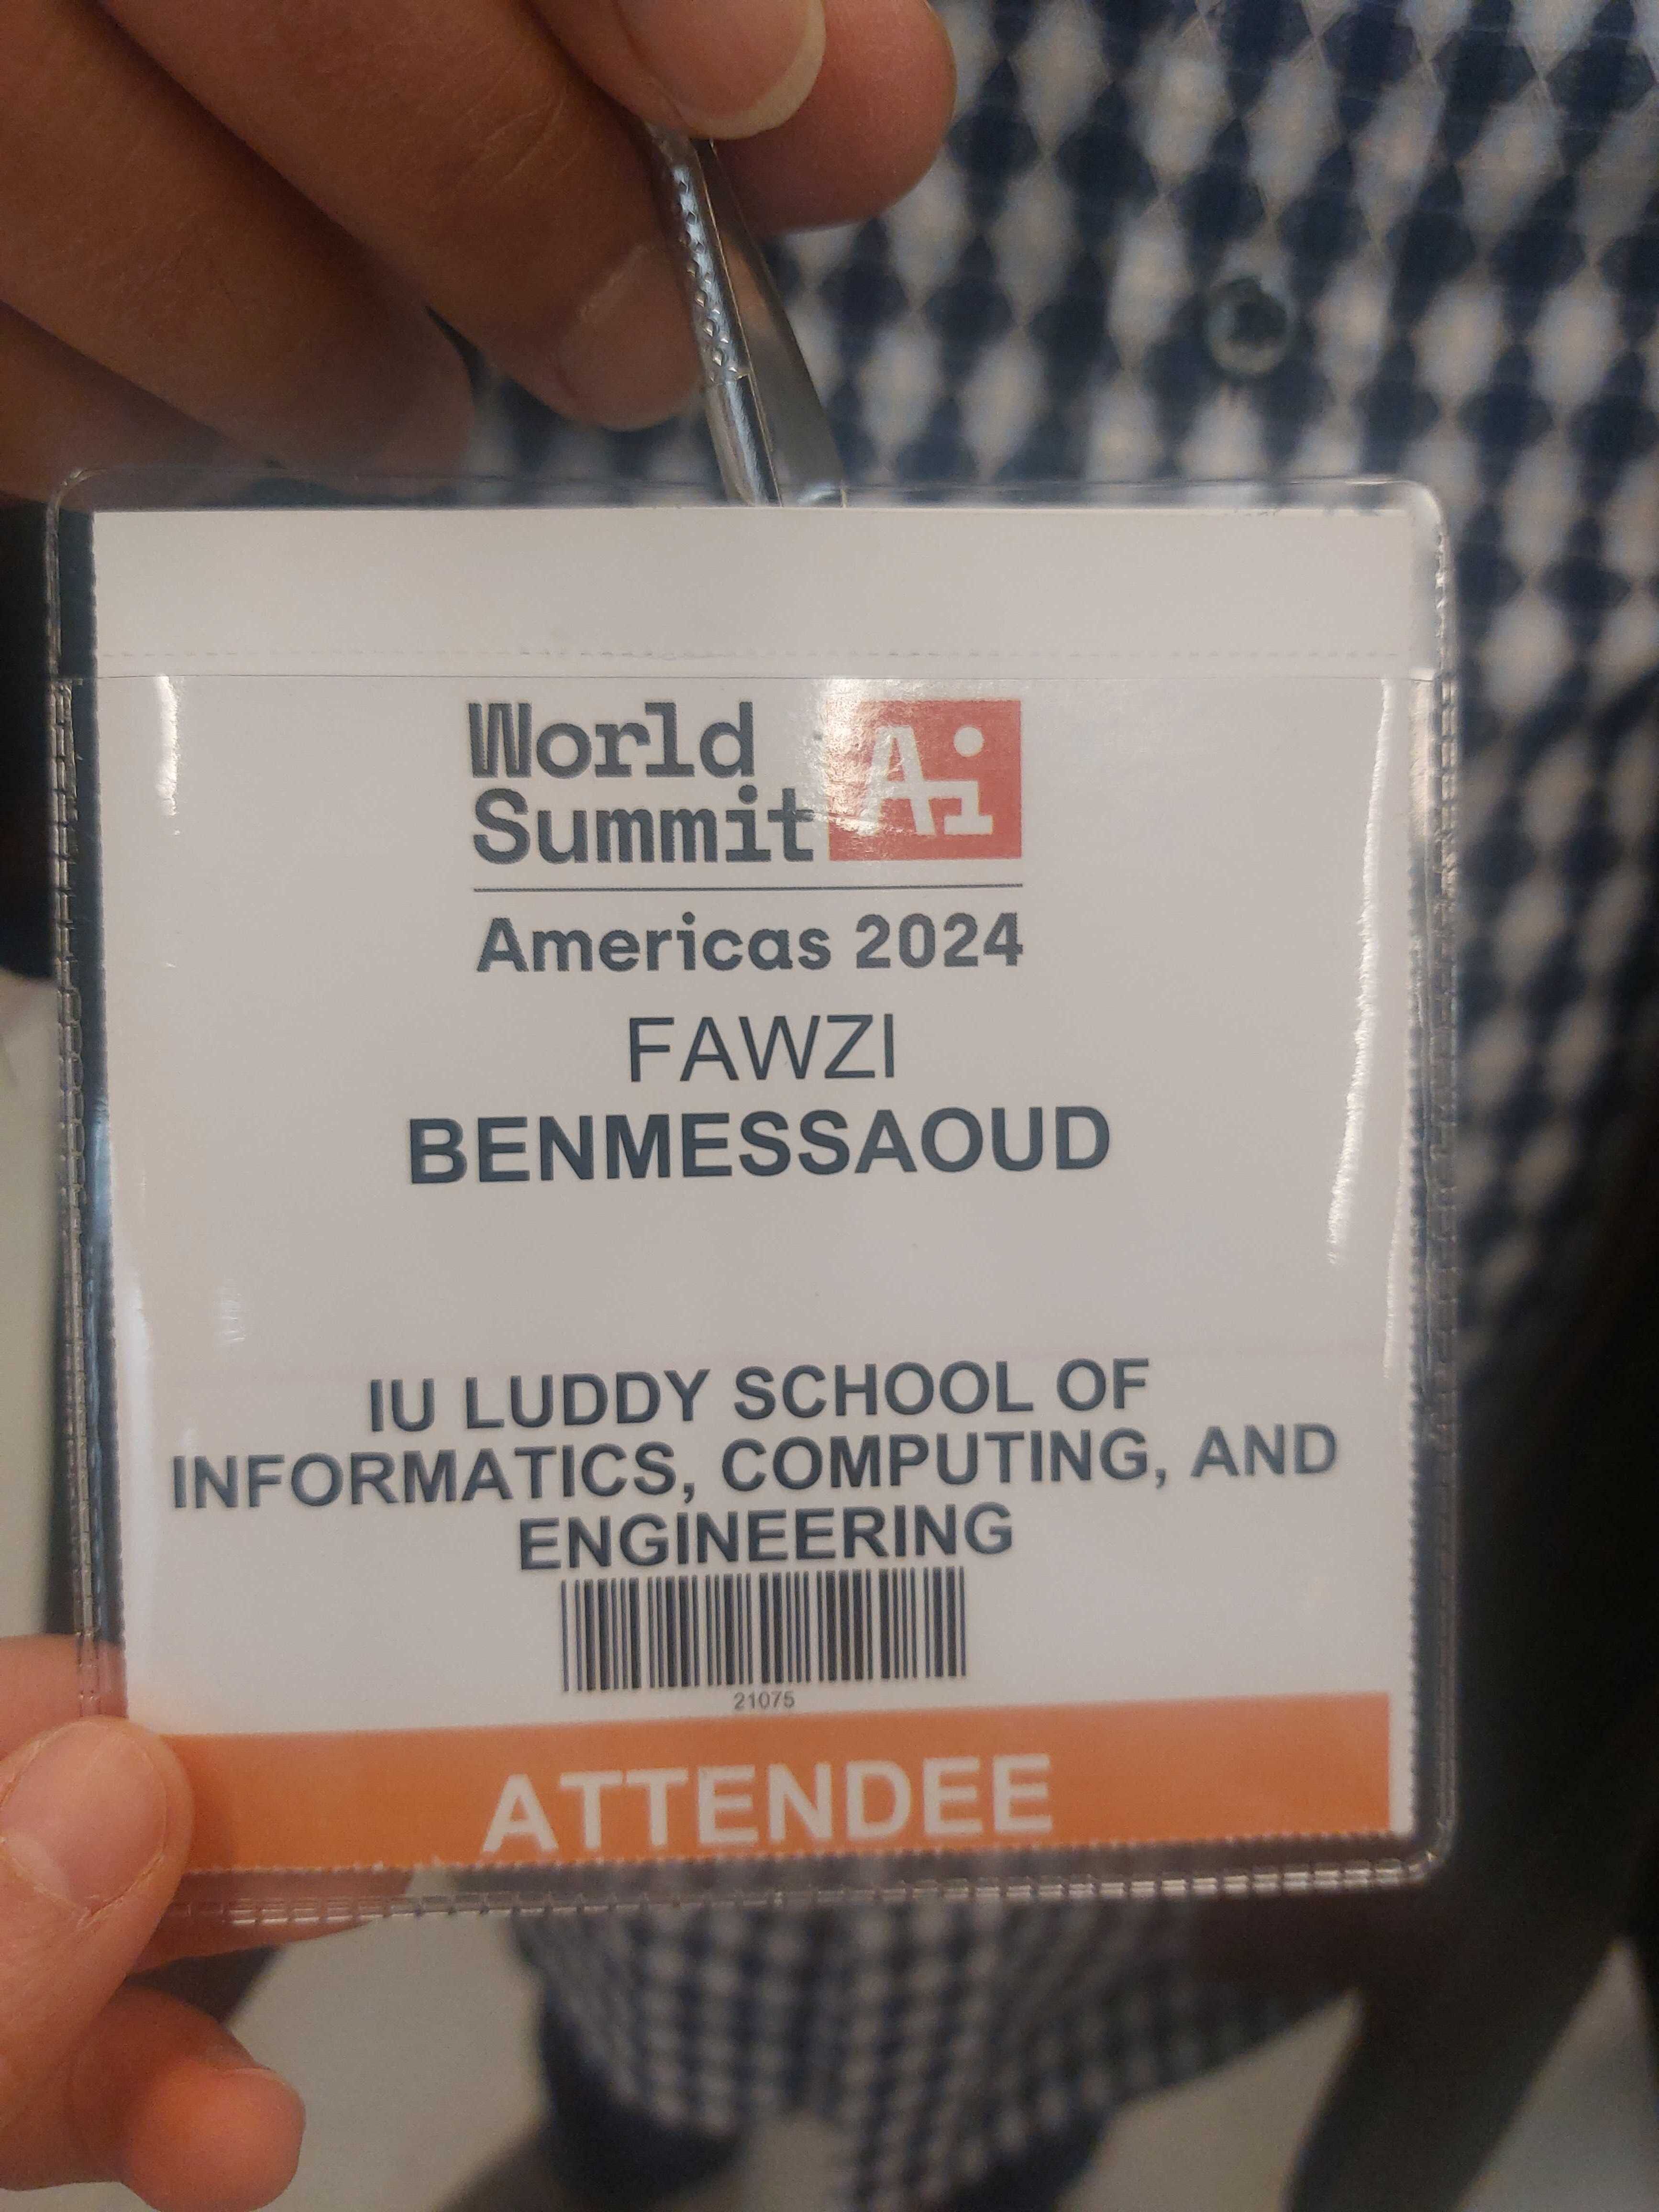 World
Summit Ai
Americas 2024
FAWZI
BENMESSAOUD
IU LUDDY SCHOOL OF
INFORMATICS, COMPUTING, AND
ENGINEERING
21075
ATTENDEE